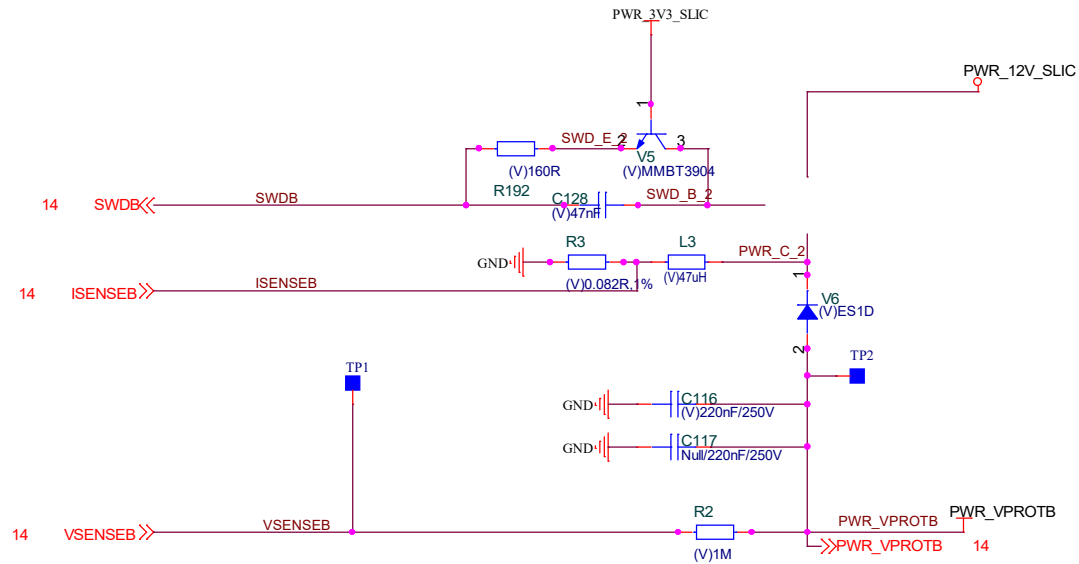 PWR_3V3_SLIC
PWR_12V_SLIC
1
SWD_E_2
2
3
V5
(V)160R
(V)MMBT3904
R192
C128
SWD_B_2
14
SWDB
SWDB
(V)47nF
R3
L3
PWR_C_2
GND
1
(V)0.082R,1%
(V)47uH
14
ISENSEB
ISENSEB
V6
(V)ES1D
2
TP1
TP2
C116
GND
(V)220nF/250V
C117
GND
Null/220nF/250V
R2
14
VSENSEB
VSENSEB
PWR_VPROTB
PWR_VPROTB
PWR_VPROTB
14
(V)1M